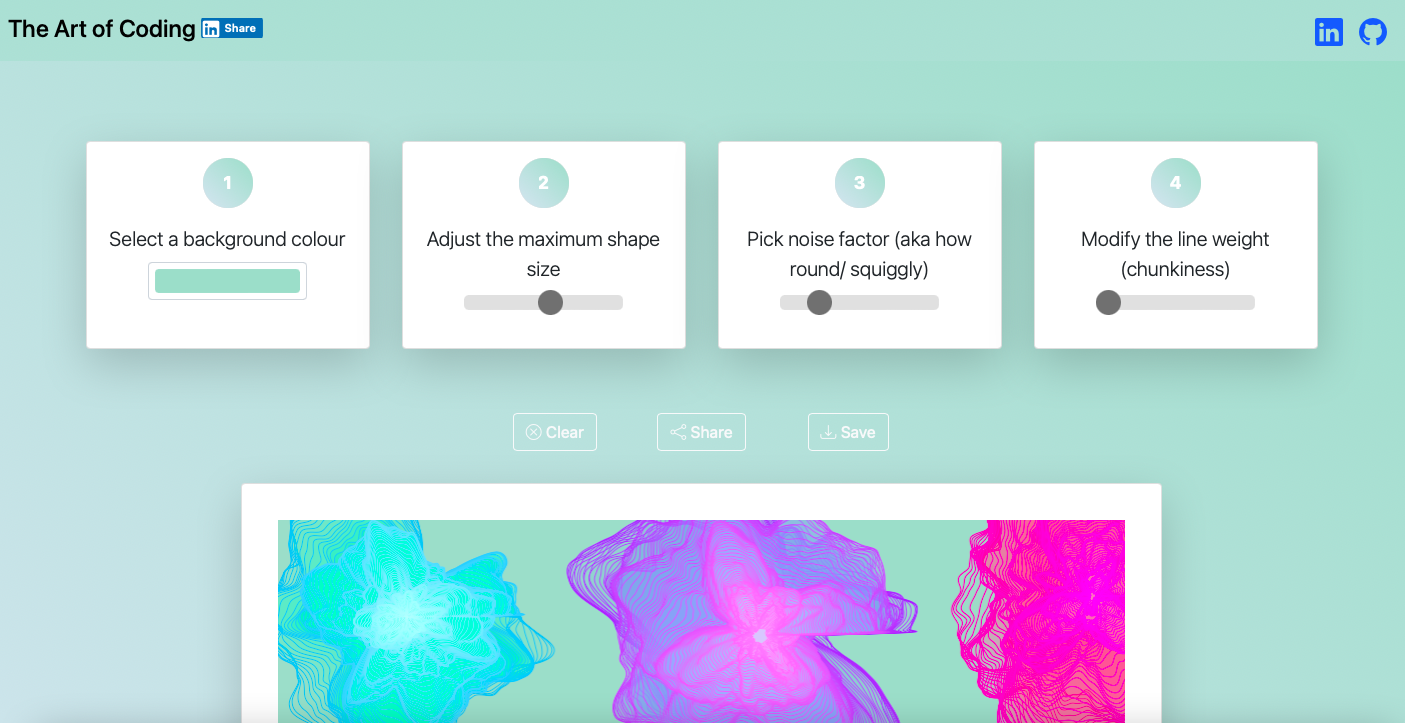 The Art of Coding
in Share
in
1
2
3
4
Select a background colour
Adjust the maximum shape
size
Pick noise factor (aka how
round/ squiggly)
Modify the line weight
(chunkiness)
Clear
Share
Save